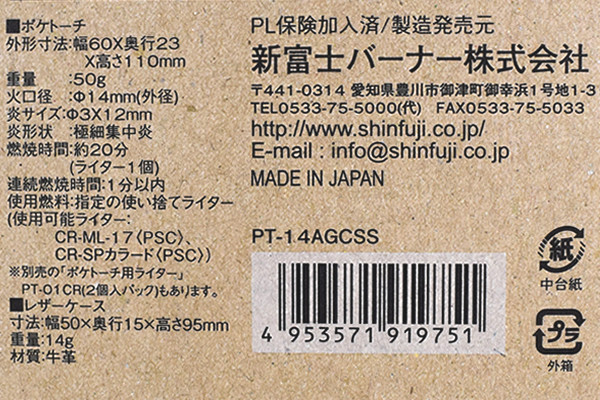 ■ポケトーチ
外形寸法:幅60X奥行23
X高さ110mm
重量　:50g
火口径　:Φ14mm(外径)
炎サイズ:Φ3X12mm
炎形状　:極細集中炎
燃焼時間:約20分
(ライター1個)
連続燃焼時間:1分以内
使用燃料:指定の使い捨てライター
(使用可能ライター
CR-ML-17〈PSC〉、
CR-SPカラード〈PSC〉)
※別売の「ポケトーチ用ライター」
PT-01CR(2個入パック)もあります。
■レザーケース
寸法:幅50×奥行15×高さ95mm
重量:14g
材質:牛革
PL保険加入済/製造発売元
新富士バーナー株式会社
〒441-0314 愛知県豊川市御津町御幸浜1号地1-3
TEL0533-75-5000(代)　FAX0533-75-5033
http://www.shinfuji.co.jp/
E-mail : info@shinfuji.co.jp
MADE IN JAPAN
PT-14AGCSS
4 953571 919751
紙
中台紙
プラ
外箱